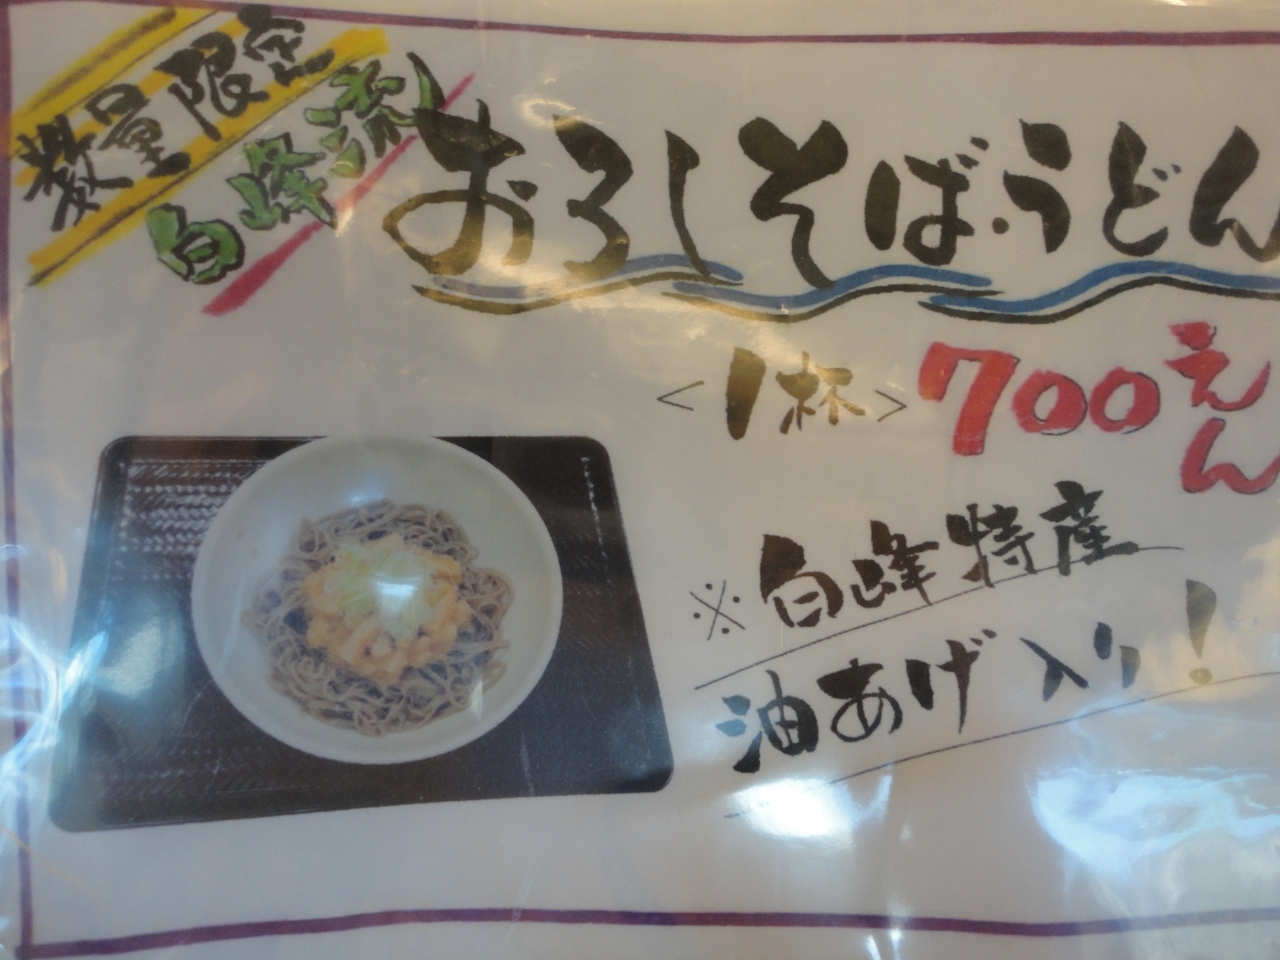 数量限定
白峰流
おろしそば・うどん
<1杯>700えん
※白峰特産
油あげ入り!